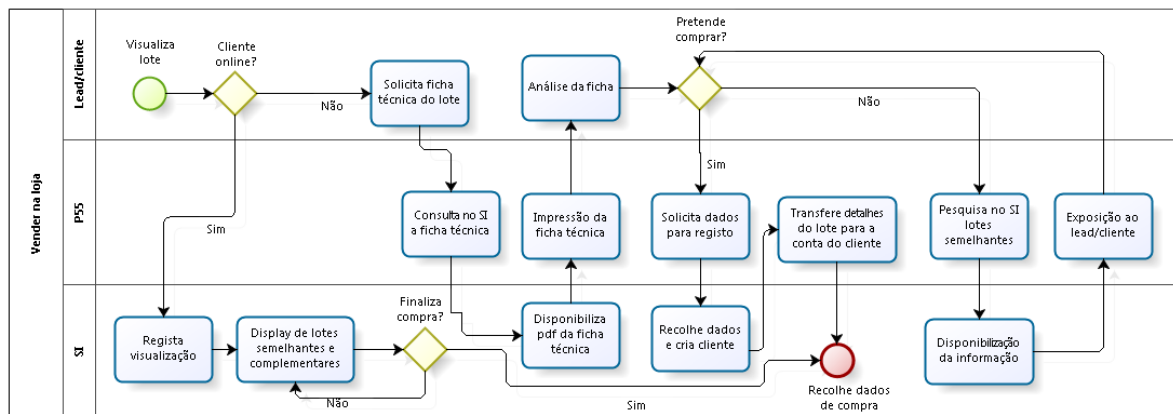 Vender na loja
Lead/cliente
P55
SI
Visualiza
lote
Cliente
online?
Não
Sim
Solicita ficha
técnica do lote
Análise da ficha
Pretende
comprar?
Não
Sim
Consulta no SI
a ficha técnica
Impressão da
ficha técnica
Solicita dados
para registo
Transfere detalhes
do lote para a
conta do cliente
Pesquisa no SI
lotes
semelhantes
Exposição ao
lead/cliente
Regista
visualização
Display de lotes
semelhantes e
complementares
Finaliza
compra?
Não
Sim
Disponibiliza
pdf da ficha
técnica
Recolhe dados
e cria cliente
Recolhe dados
de compra
Disponibilização
da informação